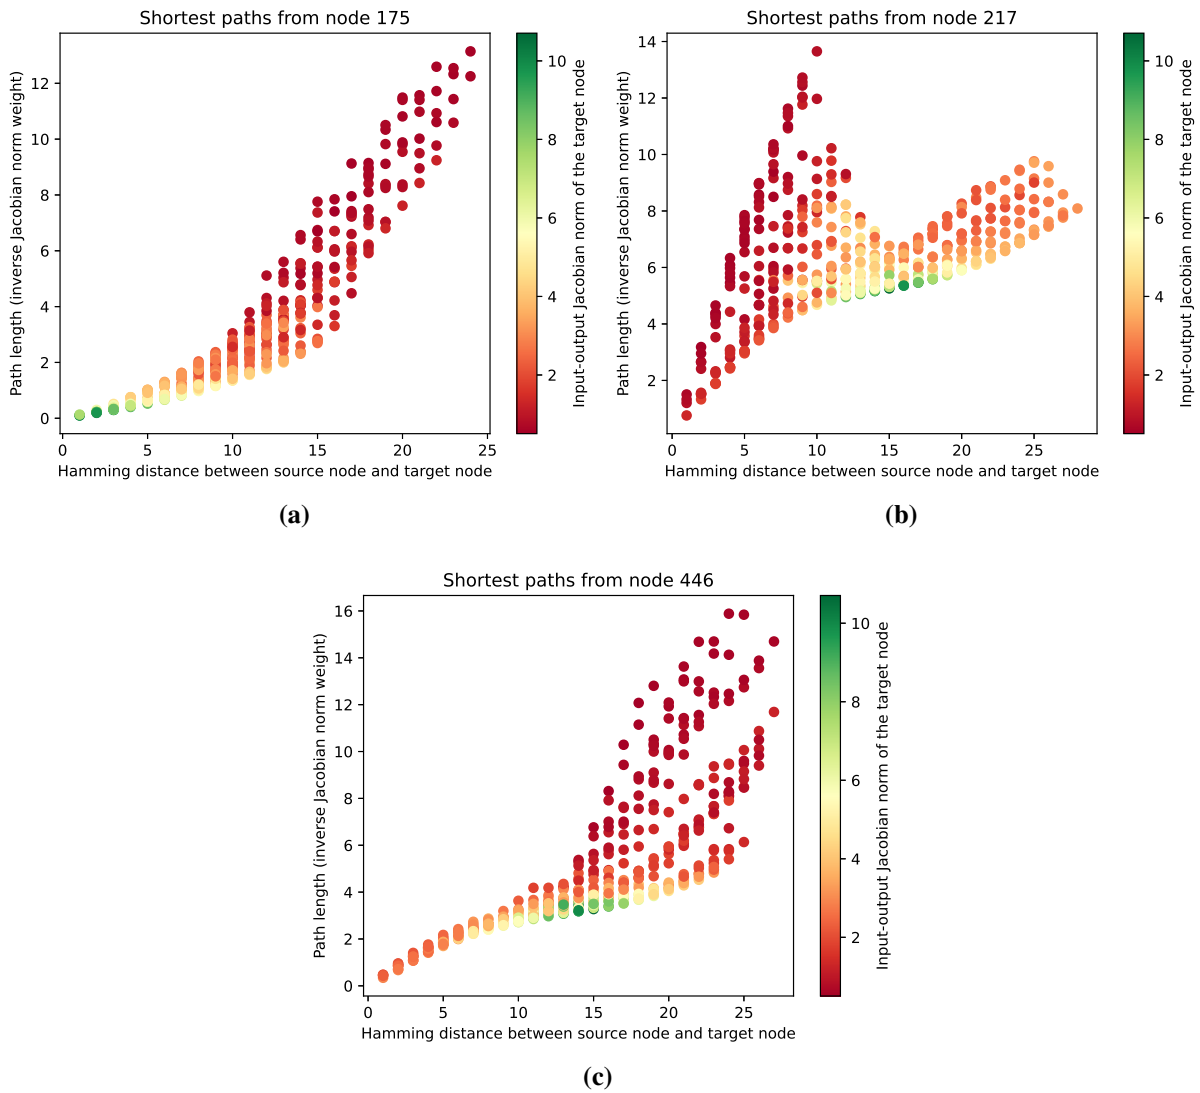 Shortest paths from node 175
Path length (inverse Jacobian norm weight)
12
10
8
6
4
2
0
0 5 10 15 20 25
Hamming distance between source node and target node
10
8
6
4
2
Input-output Jacobian norm of the target node
(a)
Shortest paths from node 217
Path length (inverse Jacobian norm weight)
14
12
10
8
6
4
2
0 5 10 15 20 25
Hamming distance between source node and target node
10
8
6
4
2
Input-output Jacobian norm of the target node
(b)
Shortest paths from node 446
Path length (inverse Jacobian norm weight)
16
14
12
10
8
6
4
2
0
0 5 10 15 20 25
Hamming distance between source node and target node
10
8
6
4
2
Input-output Jacobian norm of the target node
(c)